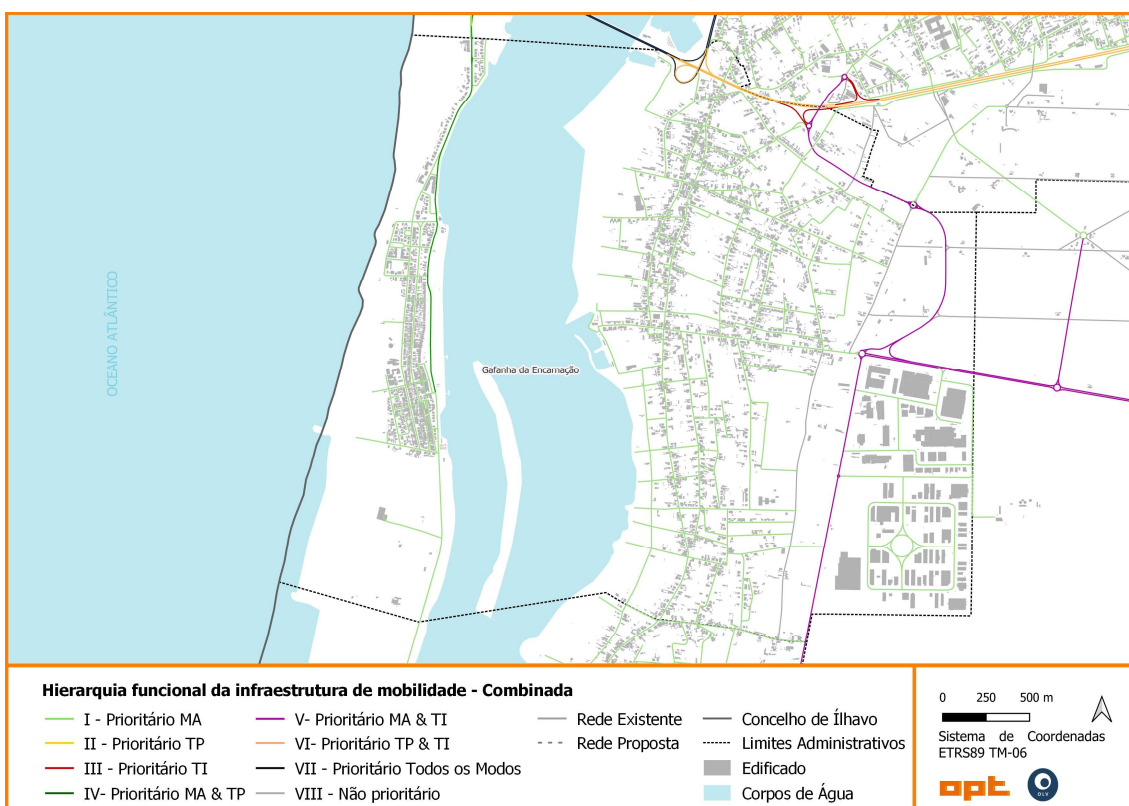 OCEANO ATLÂNTICO
Gafanha da Encarnação
Hierarquia funcional da infraestrutura de mobilidade - Combinada
I - Prioritário MA
II - Prioritário TP
III - Prioritário TI
IV- Prioritário MA & TP
V- Prioritário MA & TI
VI- Prioritário TP & TI
VII - Prioritário Todos os Modos
VIII - Não prioritário
Rede Existente
Rede Proposta
Concelho de Ílhavo
Limites Administrativos
Edificado
Corpos de Água
0 250 500 m
Sistema de Coordenadas
ETRS89 TM-06
opt
OLV